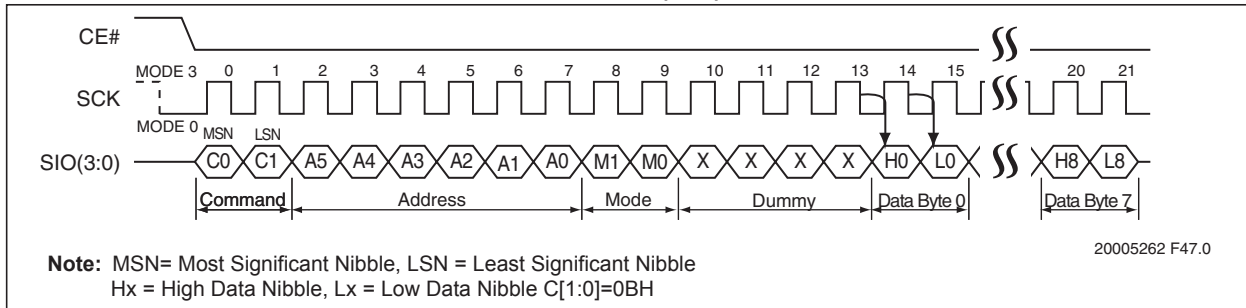 CE#
MODE 3 0 1 2 3 4 5 6 7 8 9 10 11 12 13 14 15 20 21
SCK
MODE 0
MSN LSN
SIO(3:0) C0 C1 A5 A4 A3 A2 A1 A0 M1 M0 X X X X H0 L0 H8 L8
Command Address Mode Dummy Data Byte 0 Data Byte 7
20005262 F47.0
Note: MSN= Most Significant Nibble, LSN = Least Significant Nibble
Hx = High Data Nibble, Lx = Low Data Nibble C[1:0]=0BH